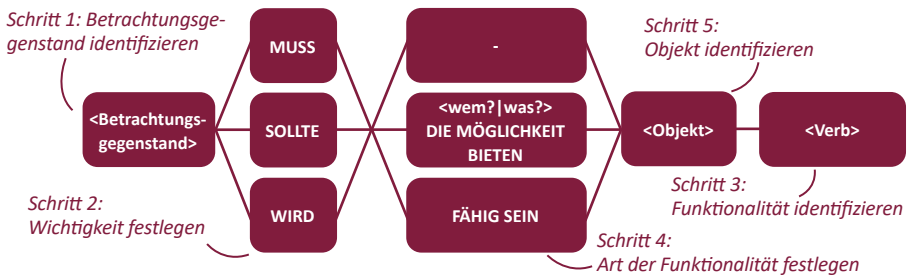 Schritt 1: Betrachtungsge-
gegenstand identifizieren
<Betrachtungs-
gegenstand>
Schritt 2:
Wichtigkeit festlegen
MUSS
SOLLTE
WIRD
-
<wem?|was?>
DIE MÖGLICHKEIT
BIETEN
FÄHIG SEIN
Schritt 4:
Art der Funktionalität festlegen
Schritt 5:
Objekt identifizieren
<Objekt>
<Verb>
Schritt 3:
Funktionalität identifizieren